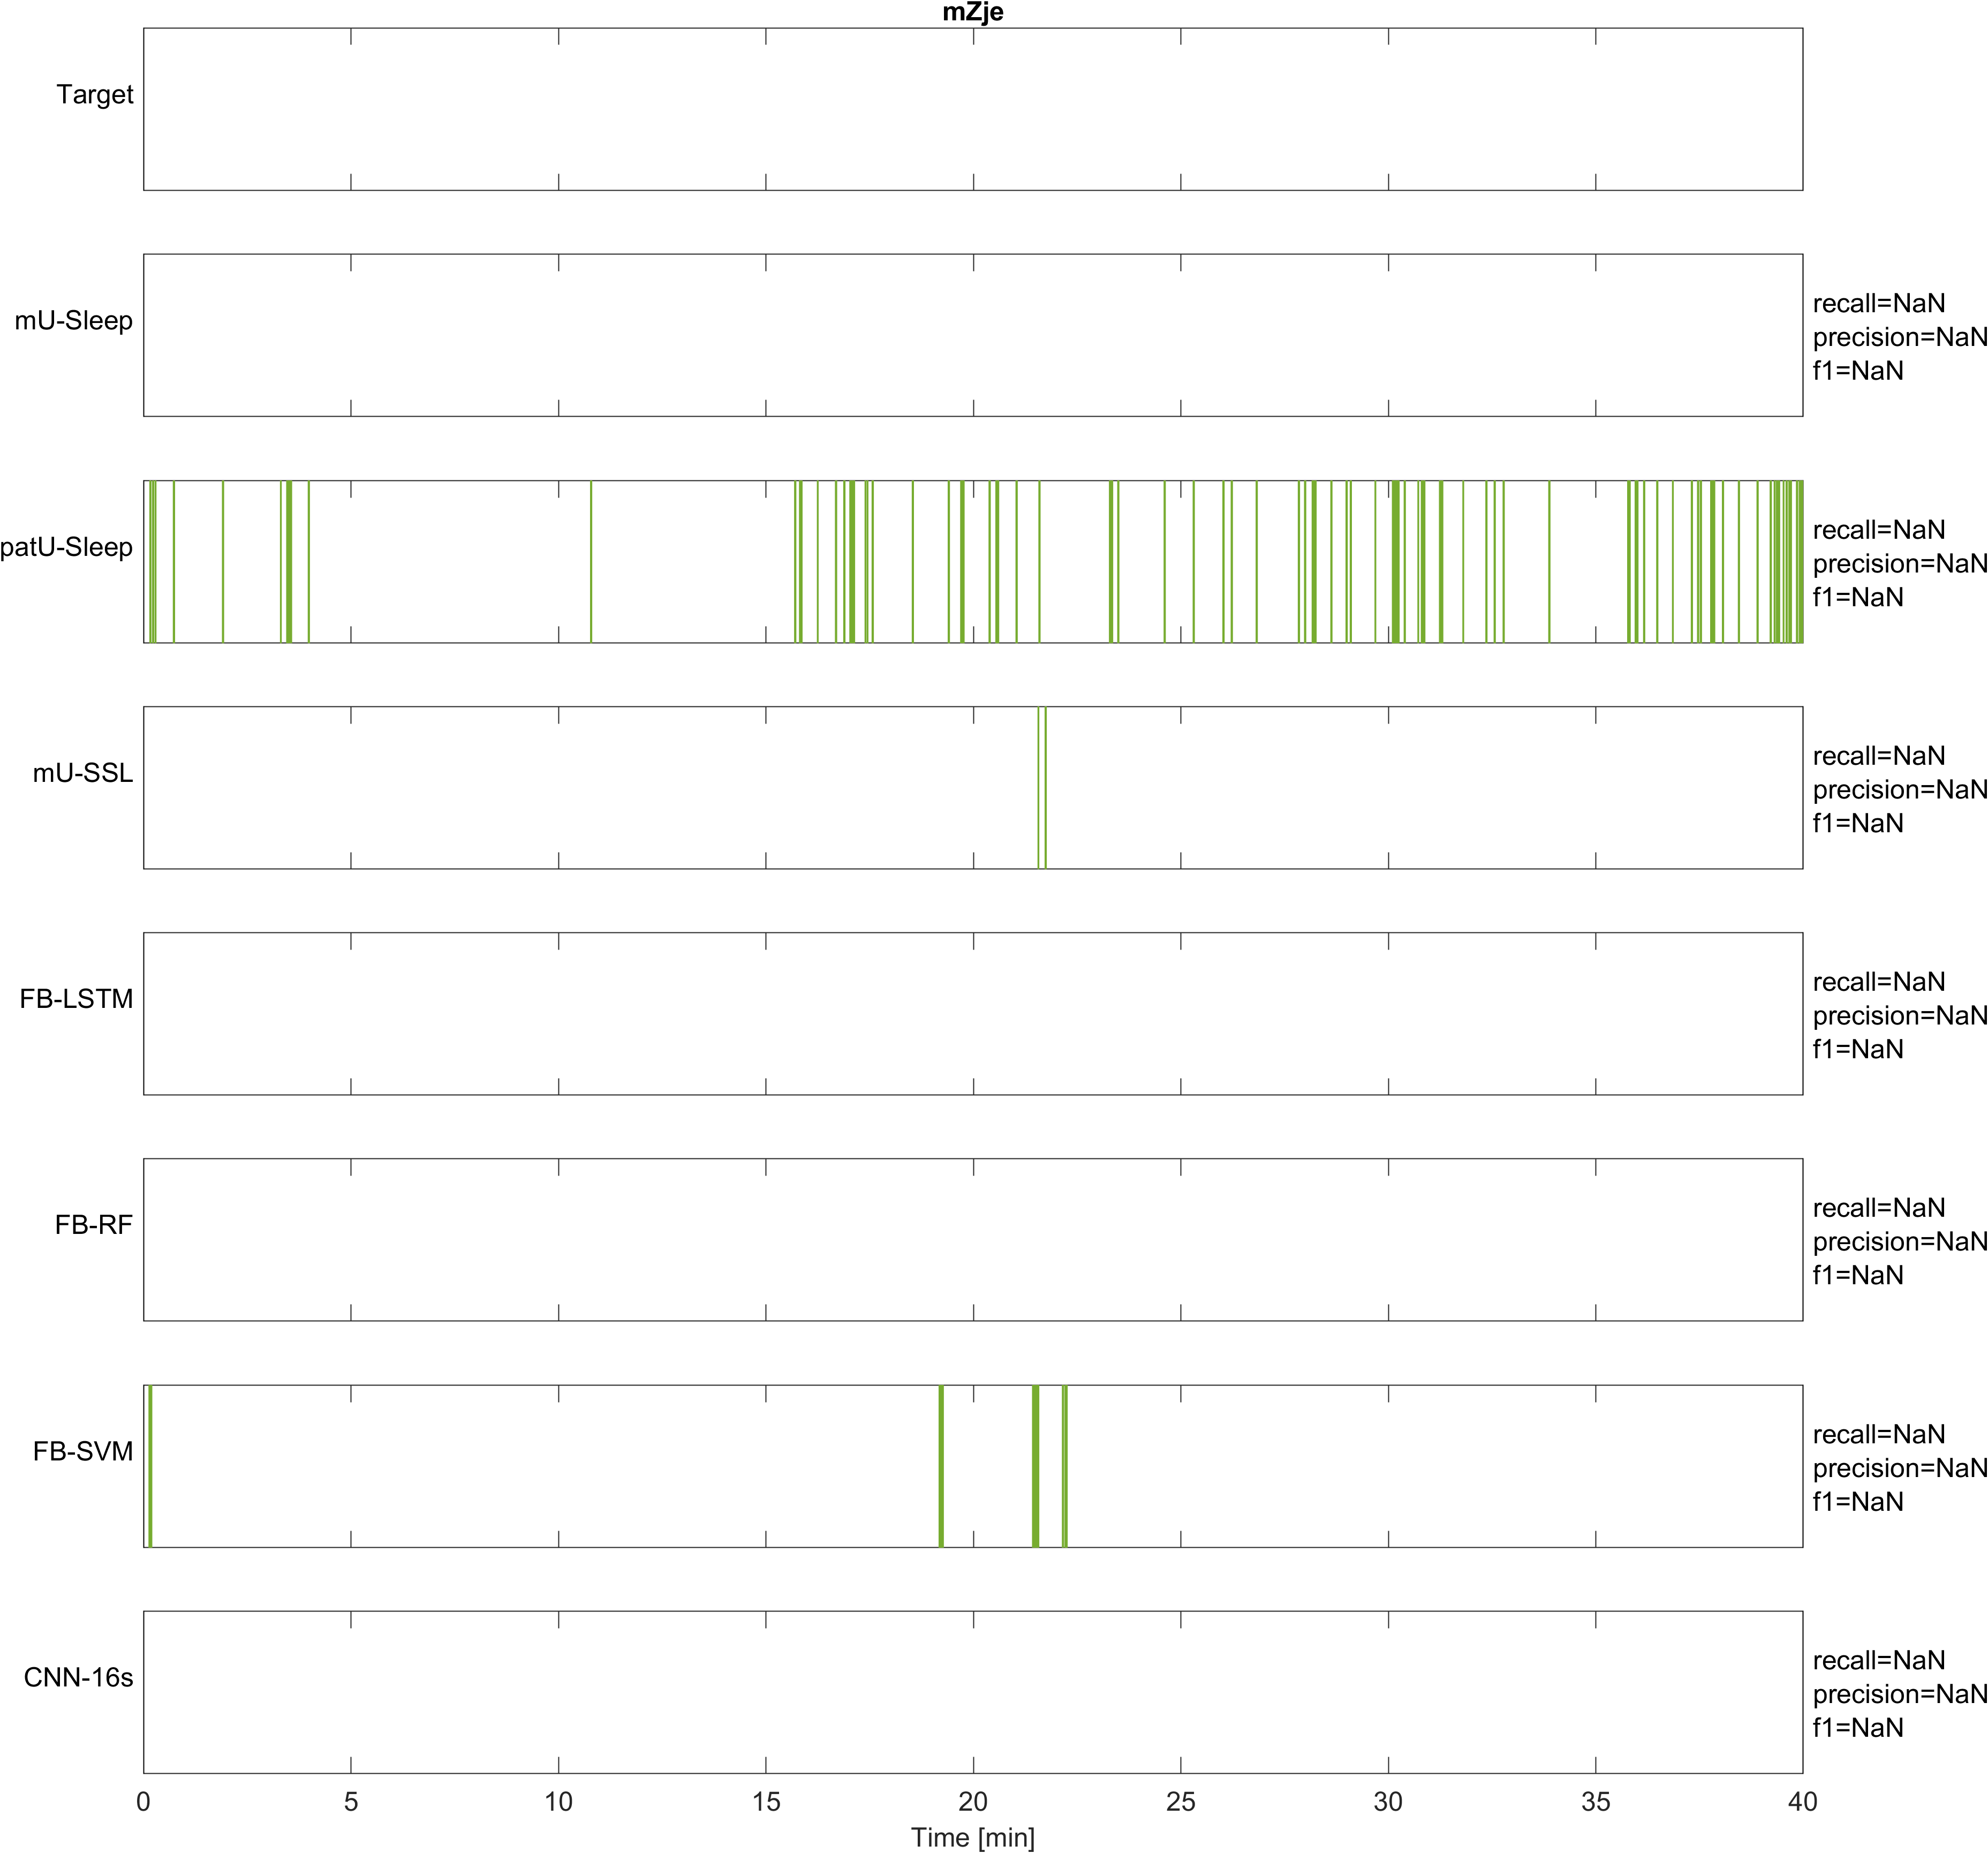 mZje
Target
mU-Sleep
recall=NaN
precision=NaN
f1=NaN
patU-Sleep
recall=NaN
precision=NaN
f1=NaN
mU-SSL
recall=NaN
precision=NaN
f1=NaN
FB-LSTM
recall=NaN
precision=NaN
f1=NaN
FB-RF
recall=NaN
precision=NaN
f1=NaN
FB-SVM
recall=NaN
precision=NaN
f1=NaN
CNN-16s
recall=NaN
precision=NaN
f1=NaN
0 5 10 15 20 25 30 35 40
Time [min]